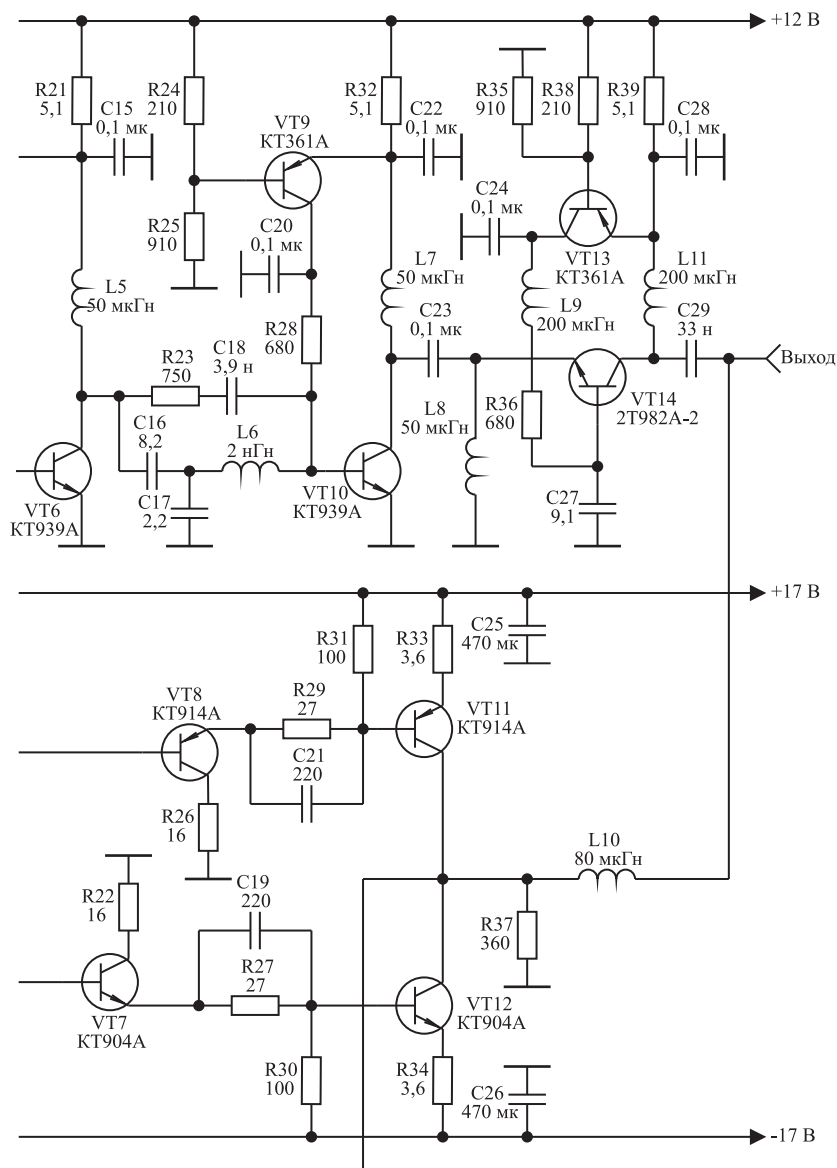 +12 В
R21
5,1
C15
0,1 мк
R24
210
VT9
КТ361А
R32
5,1
C22
0,1 мк
R35
910
R38
210
R39
5,1
C28
0,1 мк
R25
910
C20
0,1 мк
C24
0,1 мк
VT13
КТ361А
L5
50 мкГн
L7
50 мкГн
L9
200 мкГн
L11
200 мкГн
R28
680
C23
0,1 мк
C29
33 н
Выход
R23
750
C18
3,9 н
L8
50 мкГн
R36
680
VT14
2Т982А-2
C16
8,2
L6
2 нГн
VT6
КТ939А
C17
2,2
VT10
КТ939А
C27
9,1
+17 В
R31
100
R33
3,6
C25
470 мк
VT8
КТ914А
R29
27
VT11
КТ914А
C21
220
R26
16
L10
80 мкГн
R22
16
C19
220
R37
360
R27
27
VT7
КТ904А
VT12
КТ904А
R30
100
R34
3,6
C26
470 мк
-17 В